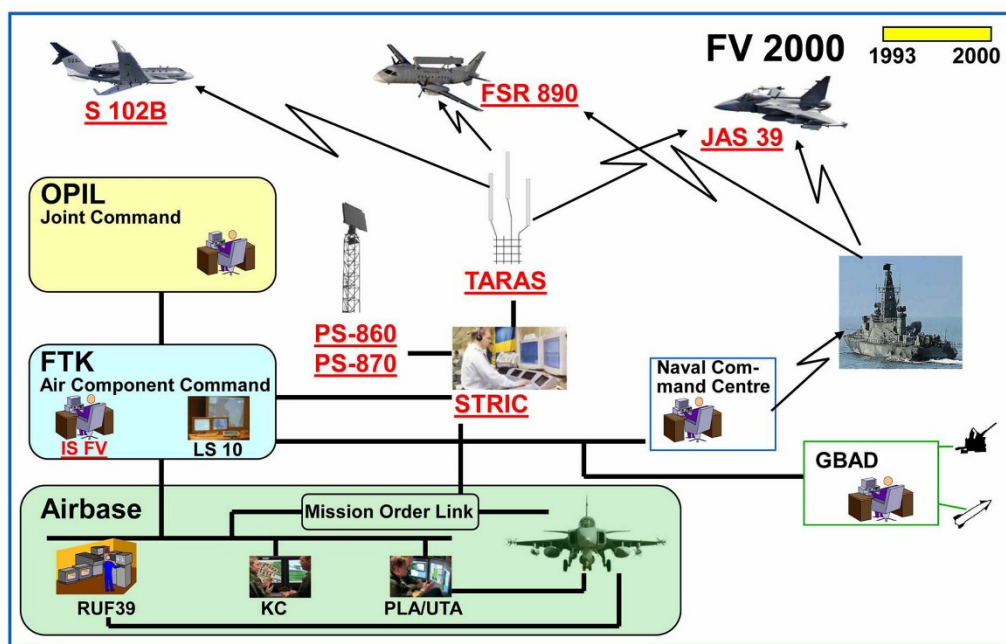 FV 2000
1993 2000
S 102B
FSR 890
JAS 39
OPIL
Joint Command
TARAS
PS-860
PS-870
FTK
Air Component Command
IS FV
LS 10
STRIC
Naval Com-
mand Centre
GBAD
Airbase
Mission Order Link
RUF39
KC
PLA/UTA